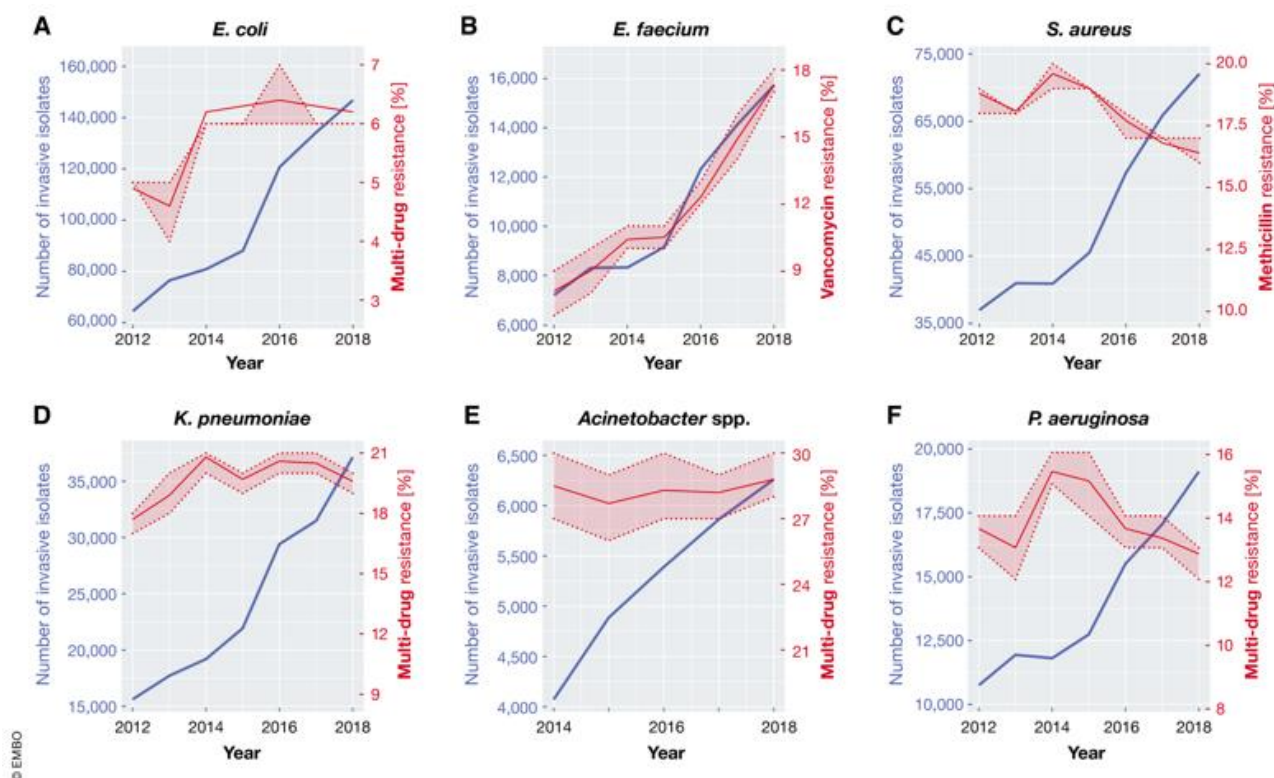 A
E. coli
Number of invasive isolates
160,000
140,000
120,000
100,000
80,000
60,000
7
6
5
4
3
Multi-drug resistance [%]
2012 2014 2016 2018
Year
B
E. faecium
Number of invasive isolates
16,000
14,000
12,000
10,000
8,000
6,000
18
15
12
9
Vancomycin resistance [%]
2012 2014 2016 2018
Year
C
S. aureus
Number of invasive isolates
75,000
65,000
55,000
45,000
35,000
20.0
17.5
15.0
12.5
10.0
Methicillin resistance [%]
2012 2014 2016 2018
Year
D
K. pneumoniae
Number of invasive isolates
35,000
30,000
25,000
20,000
15,000
21
18
15
12
9
Multi-drug resistance [%]
2012 2014 2016 2018
Year
E
Acinetobacter spp.
Number of invasive isolates
6,500
6,000
5,500
5,000
4,500
4,000
30
27
24
21
Multi-drug resistance [%]
2014 2016 2018
Year
F
P. aeruginosa
Number of invasive isolates
20,000
17,500
15,000
12,500
10,000
16
14
12
10
8
Multi-drug resistance [%]
2012 2014 2016 2018
Year
© EMBO